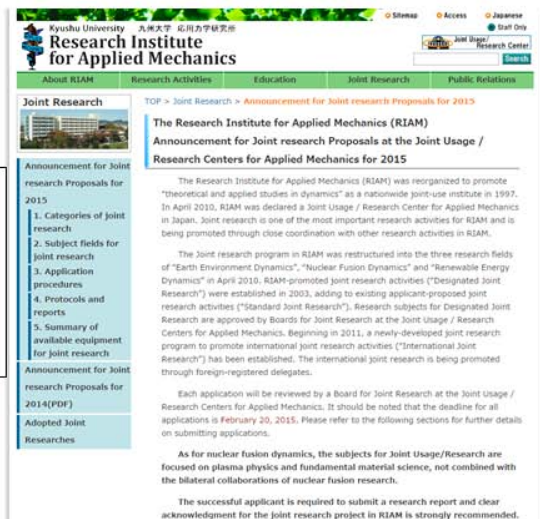 Sitemap Access Japanese
Kyushu University 九州大学 応用力学研究所
Staff Only
Research Institute
for Applied Mechanics
Joint Usage/
Research Center
Search
About RIAM Research Activities Education Joint Research Public Relations
Joint Research
TOP > Joint Research > Announcement for Joint research Proposals for 2015
The Research Institute for Applied Mechanics (RIAM)
Announcement for Joint research Proposals at the Joint Usage /
Research Centers for Applied Mechanics for 2015
Announcement for Joint
research Proposals for
2015
1. Categories of joint
research
2. Subject fields for
joint research
3. Application
procedures
4. Protocols and
reports
5. Summary of
available equipment
for joint research
Announcement for Joint
research Proposals for
2014(PDF)
Adopted Joint
Researches
The Research Institute for Applied Mechanics (RIAM) was reorganized to promote
"theoretical and applied studies in dynamics" as a nationwide joint-use institute in 1997.
In April 2010, RIAM was declared a Joint Usage / Research Center for Applied Mechanics
in Japan. Joint research is one of the most important research activities for RIAM and is
being promoted through close coordination with other research activities in RIAM.
The Joint research program in RIAM was restructured into the three research fields
of "Earth Environment Dynamics", "Nuclear Fusion Dynamics" and "Renewable Energy
Dynamics" in April 2010. RIAM-promoted joint research activities ("Designated Joint
Research") were established in 2003, adding to existing applicant-proposed joint
research activities ("Standard Joint Research"). Research subjects for Designated Joint
Research are approved by Boards for Joint Research at the Joint Usage / Research
Centers for Applied Mechanics. Beginning in 2011, a newly-developed joint research
program to promote international joint research activities ("International Joint
Research") has been established. The international joint research is being promoted
through foreign-registered delegates.
Each application will be reviewed by a Board for Joint Research at the Joint Usage /
Research Centers for Applied Mechanics. It should be noted that the deadline for all
applications is February 20, 2015. Please refer to the following sections for further details
on submitting applications.
As for nuclear fusion dynamics, the subjects for Joint Usage/Research are
focused on plasma physics and fundamental material science, not combined with
the bilateral collaborations of nuclear fusion research.
The successful applicant is required to submit a research report and clear
acknowledgment for the joint research project in RIAM is strongly recommended.